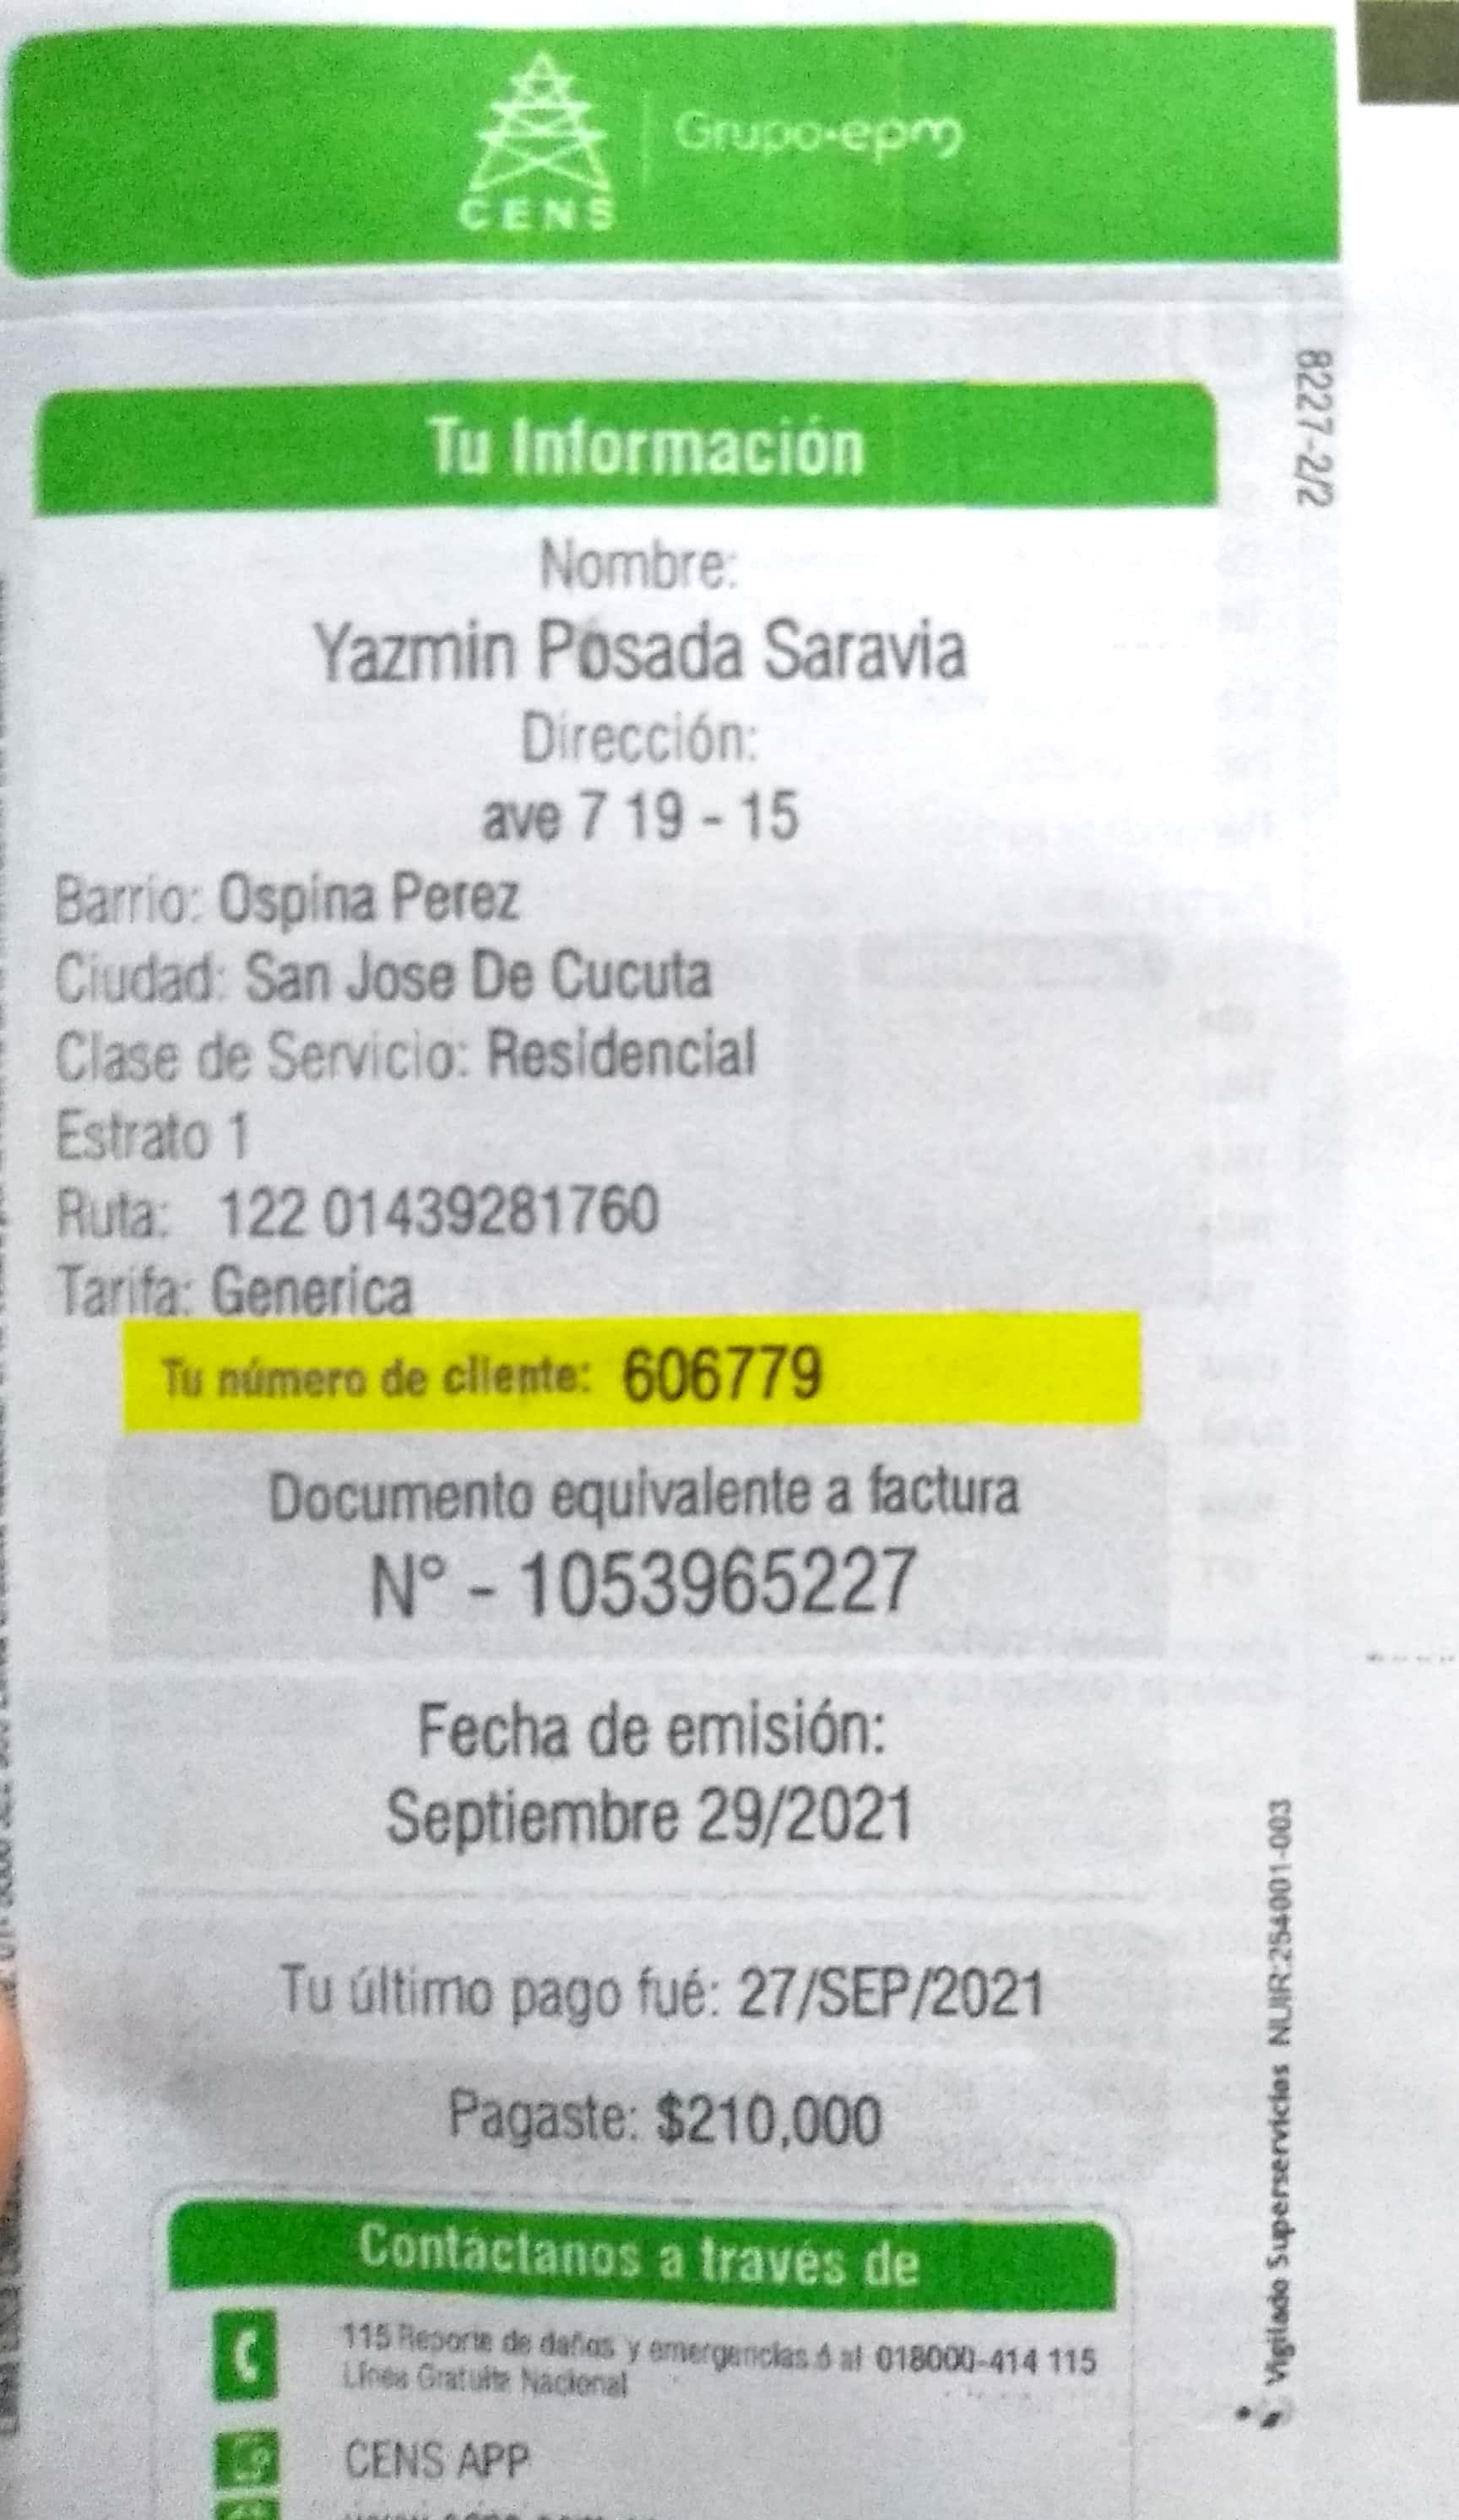 CENS
Grupo·epm
8227-2/2
Tu Información
Nombre:
Yazmin Posada Saravia
Dirección:
ave 7 19 - 15
Barrio: Ospina Perez
Ciudad: San Jose De Cucuta
Clase de Servicio: Residencial
Estrato 1
Ruta: 122 01439281760
Tarifa: Generica
Tu número de cliente: 606779
Documento equivalente a factura
N° - 1053965227
Fecha de emisión:
Septiembre 29/2021
Tu último pago fué: 27/SEP/2021
Pagaste: $210,000
Vigilado Superservicios NUIR:254001-003
Contáctanos a través de
115 Reporte de daños y emergencias ó al 018000-414 115
Línea Gratuita Nacional
CENS APP